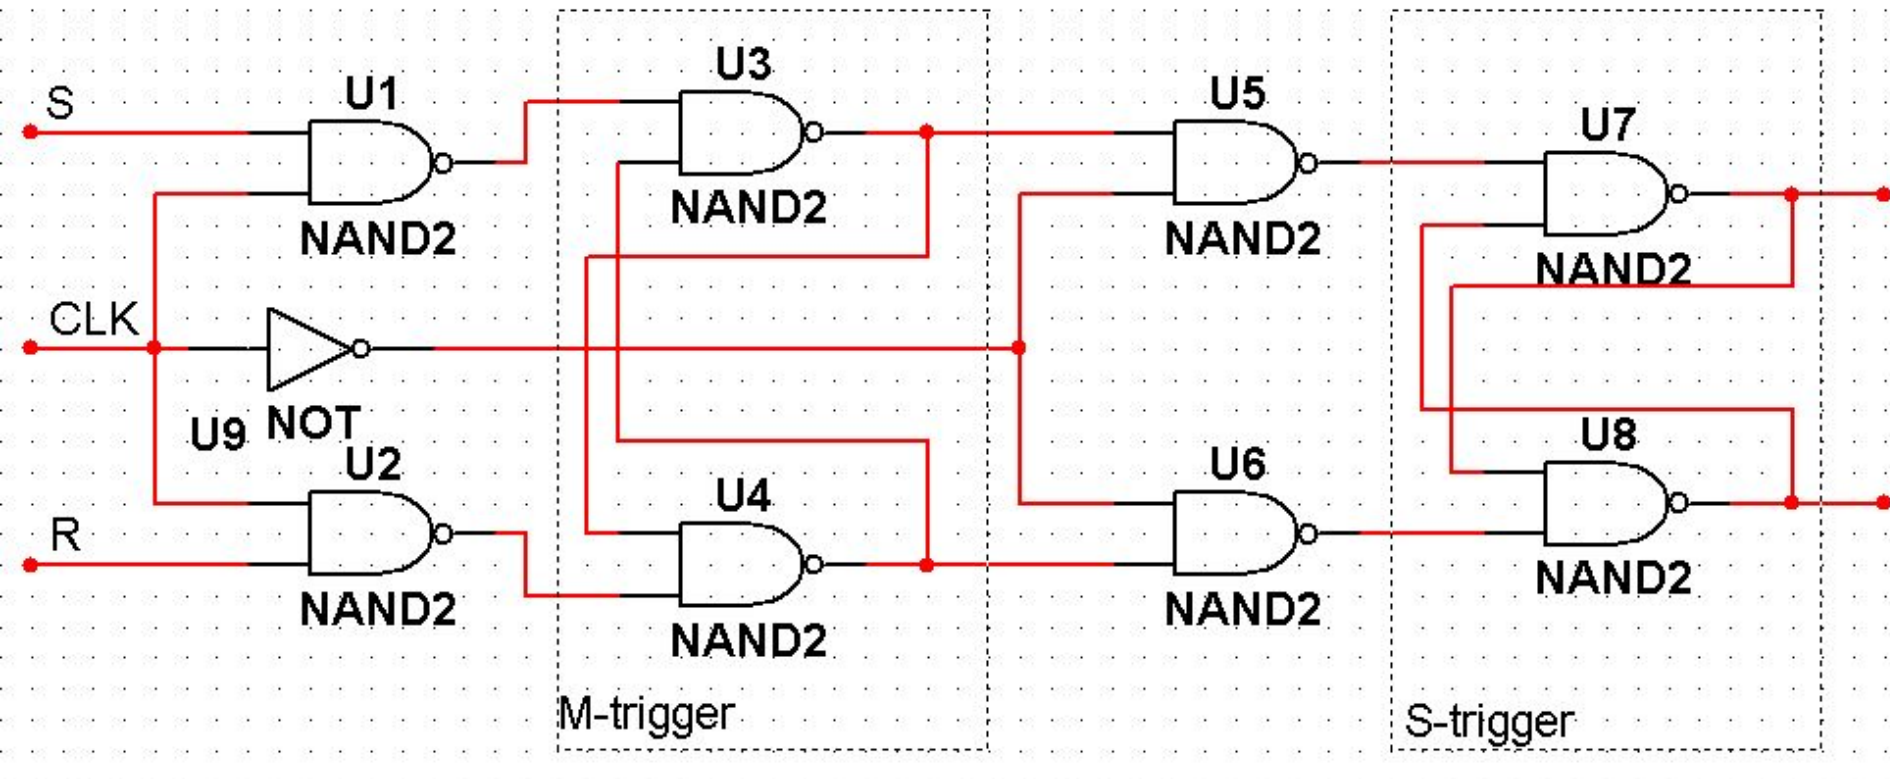 S
U1
NAND2
U3
NAND2
U5
NAND2
U7
NAND2
CLK
U9
NOT
U2
NAND2
R
U4
NAND2
U6
NAND2
U8
NAND2
M-trigger
S-trigger